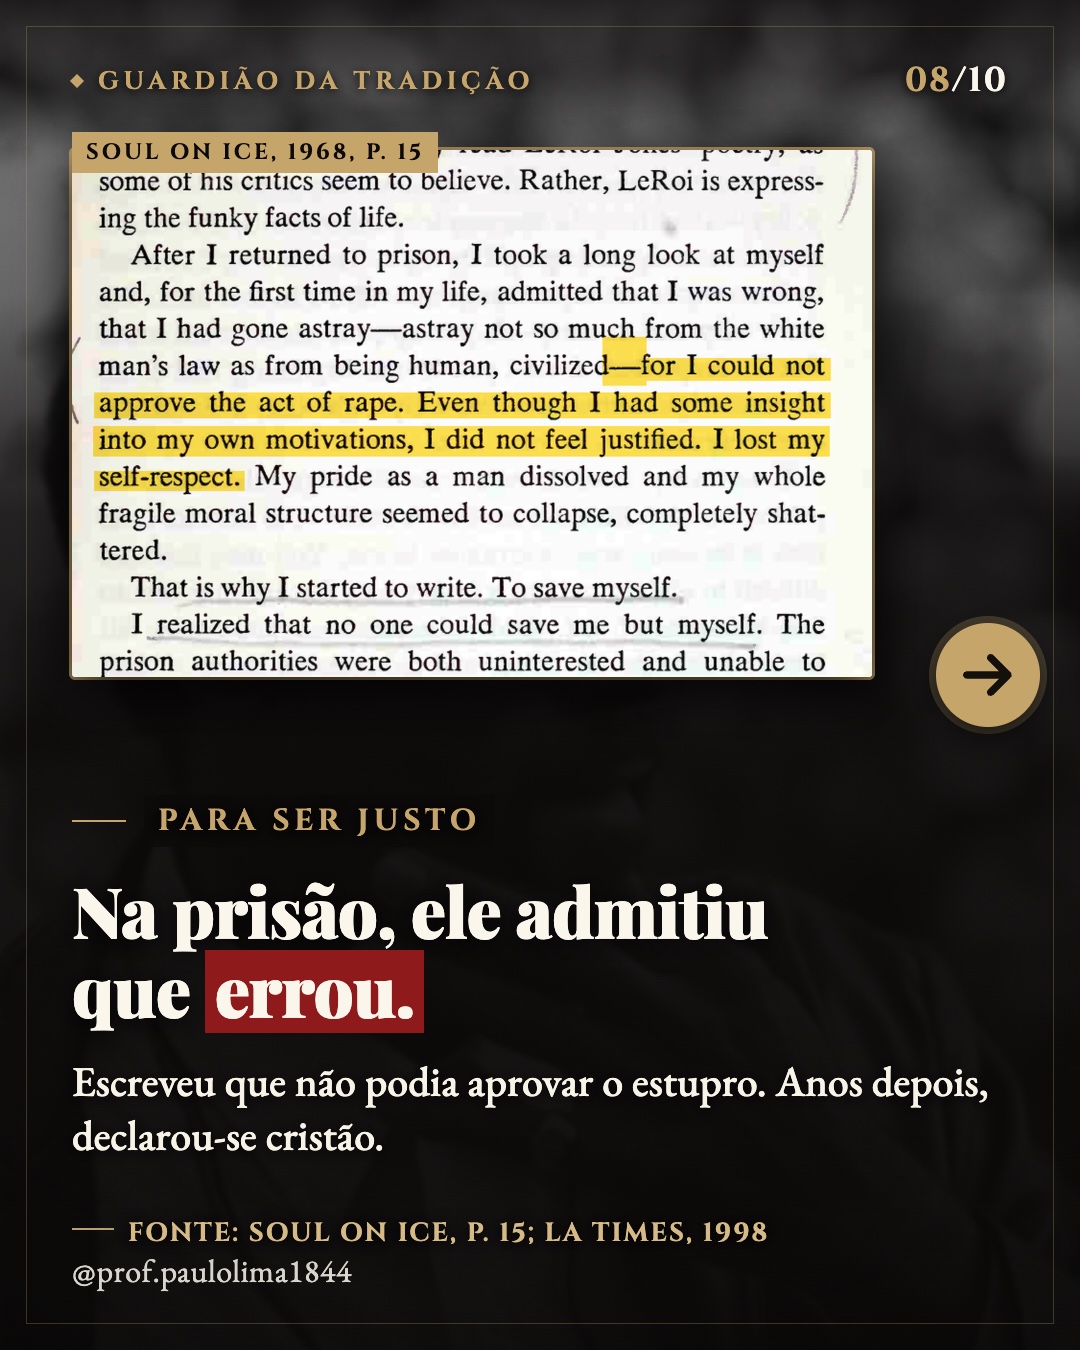 GUARDIÃO DA TRADIÇÃO
08/10
SOUL ON ICE, 1968, P. 15
read LeRoi Jones' poetry, as
some of his critics seem to believe. Rather, LeRoi is express-
ing the funky facts of life.
After I returned to prison, I took a long look at myself
and, for the first time in my life, admitted that I was wrong,
that I had gone astray—astray not so much from the white
man's law as from being human, civilized—for I could not
approve the act of rape. Even though I had some insight
into my own motivations, I did not feel justified. I lost my
self-respect. My pride as a man dissolved and my whole
fragile moral structure seemed to collapse, completely shat-
tered.
That is why I started to write. To save myself.
I realized that no one could save me but myself. The
prison authorities were both uninterested and unable to
PARA SER JUSTO
Na prisão, ele admitiu
que errou.
Escreveu que não podia aprovar o estupro. Anos depois,
declarou-se cristão.
FONTE: SOUL ON ICE, P. 15; LA TIMES, 1998
@prof.paulolima1844